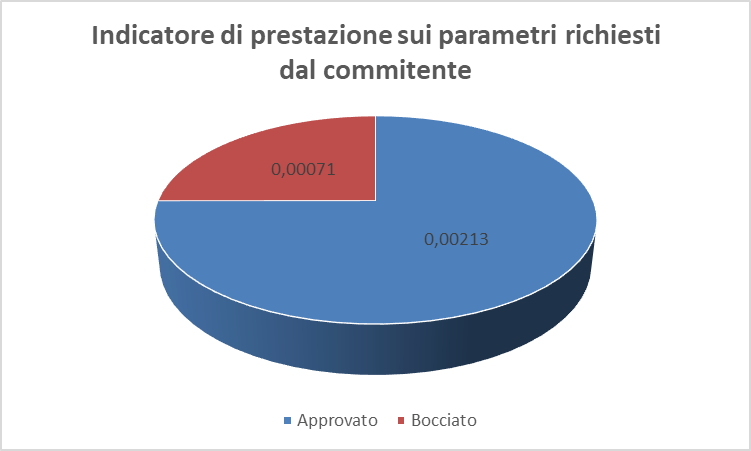 Indicatore di prestazione sui parametri richiesti
dal commitente
0,00071
0,00213
Approvato
Bocciato